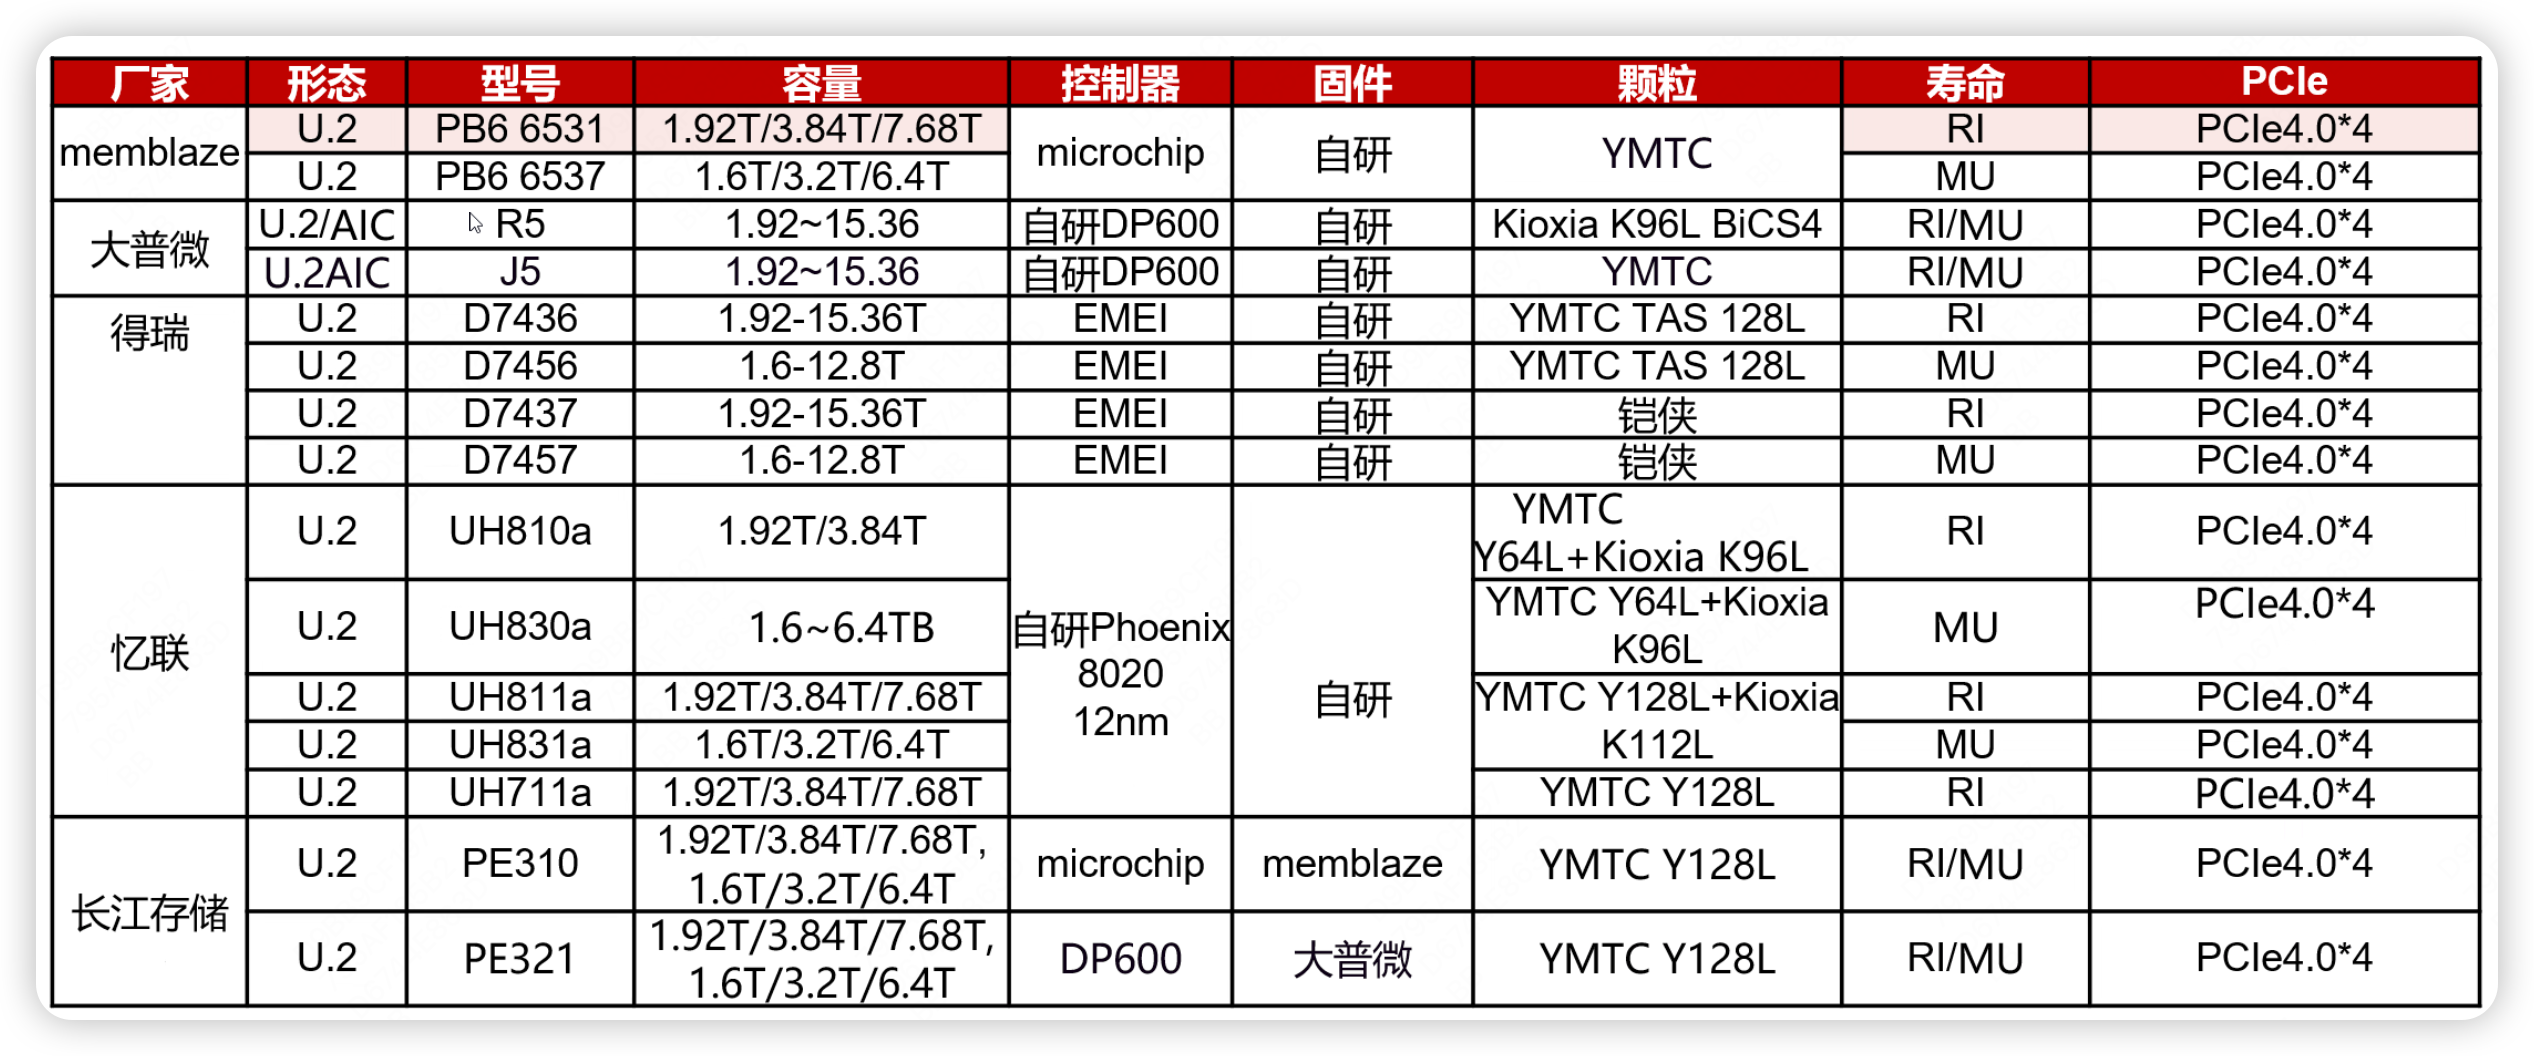 厂家 形态 型号 容量 控制器 固件 颗粒 寿命 PCIe
memblaze U.2 PB6 6531 1.92T/3.84T/7.68T microchip 自研 YMTC RI PCIe4.0*4
U.2 PB6 6537 1.6T/3.2T/6.4T MU PCIe4.0*4
大普微 U.2/AIC R5 1.92~15.36 自研DP600 自研 Kioxia K96L BiCS4 RI/MU PCIe4.0*4
U.2AIC J5 1.92~15.36 自研DP600 自研 YMTC RI/MU PCIe4.0*4
得瑞 U.2 D7436 1.92-15.36T EMEI 自研 YMTC TAS 128L RI PCIe4.0*4
U.2 D7456 1.6-12.8T EMEI 自研 YMTC TAS 128L MU PCIe4.0*4
U.2 D7437 1.92-15.36T EMEI 自研 铠侠 RI PCIe4.0*4
U.2 D7457 1.6-12.8T EMEI 自研 铠侠 MU PCIe4.0*4
忆联 U.2 UH810a 1.92T/3.84T 自研Phoenix
8020
12nm 自研 YMTC
Y64L+Kioxia K96L RI PCIe4.0*4
U.2 UH830a 1.6~6.4TB YMTC Y64L+Kioxia
K96L MU PCIe4.0*4
U.2 UH811a 1.92T/3.84T/7.68T YMTC Y128L+Kioxia
K112L RI PCIe4.0*4
U.2 UH831a 1.6T/3.2T/6.4T MU PCIe4.0*4
U.2 UH711a 1.92T/3.84T/7.68T YMTC Y128L RI PCIe4.0*4
长江存储 U.2 PE310 1.92T/3.84T/7.68T,
1.6T/3.2T/6.4T microchip memblaze YMTC Y128L RI/MU PCIe4.0*4
U.2 PE321 1.92T/3.84T/7.68T,
1.6T/3.2T/6.4T DP600 大普微 YMTC Y128L RI/MU PCIe4.0*4